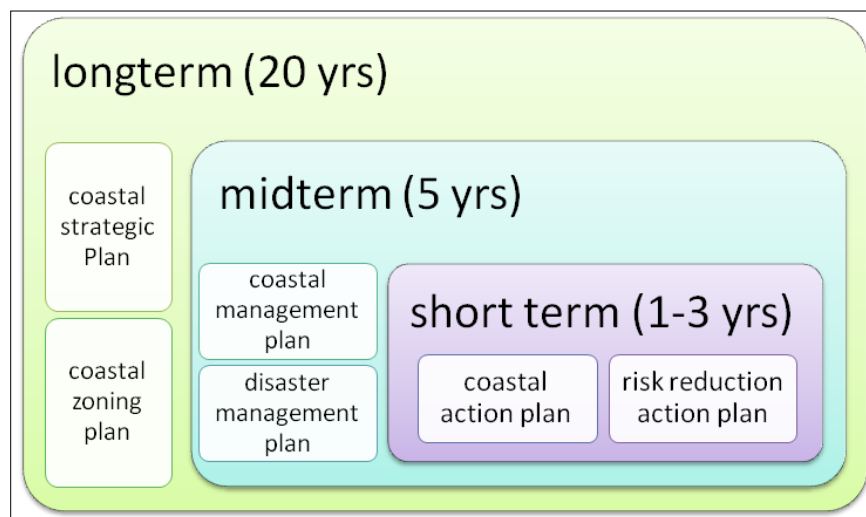 longterm (20 yrs)
coastal
strategic
Plan
coastal
zoning
plan
midterm (5 yrs)
coastal
management
plan
disaster
management
plan
short term (1-3 yrs)
coastal
action plan
risk reduction
action plan